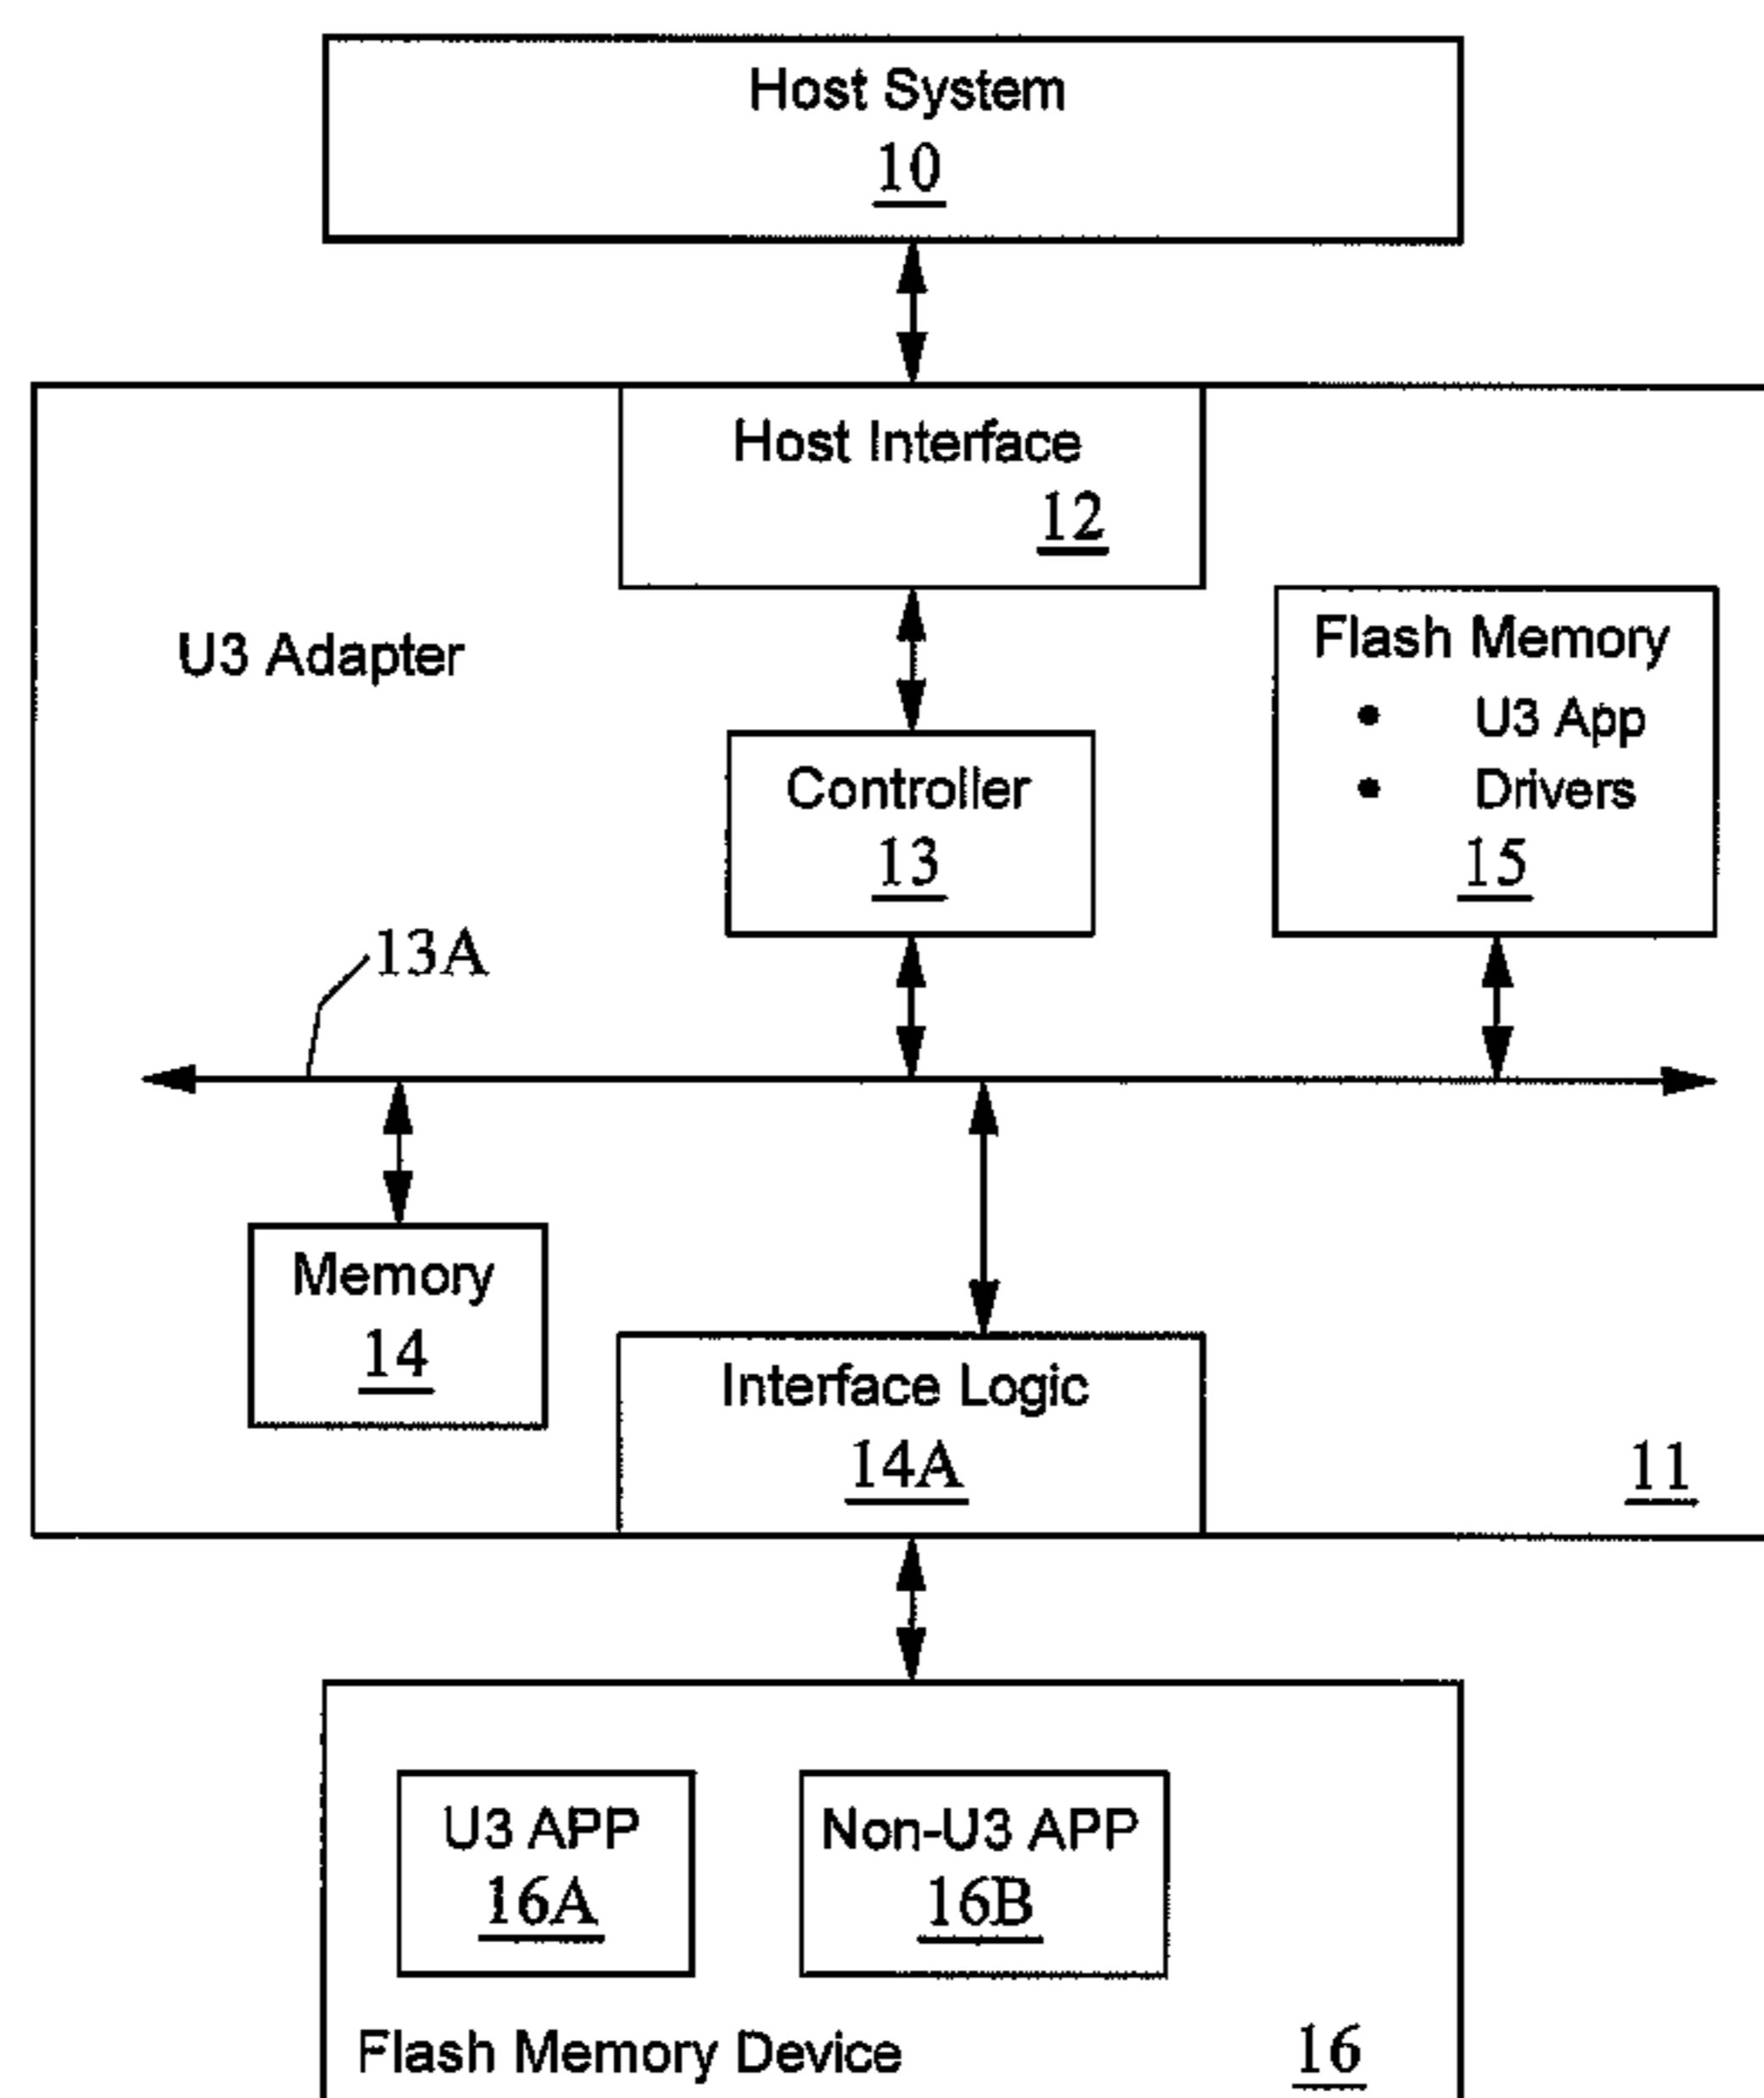 Host System
10
Host Interface
12
U3 Adapter
Flash Memory
• U3 App
• Drivers
15
Controller
13
13A
Memory
14
Interface Logic
14A
11
U3 APP
16A
Non-U3 APP
16B
Flash Memory Device
16